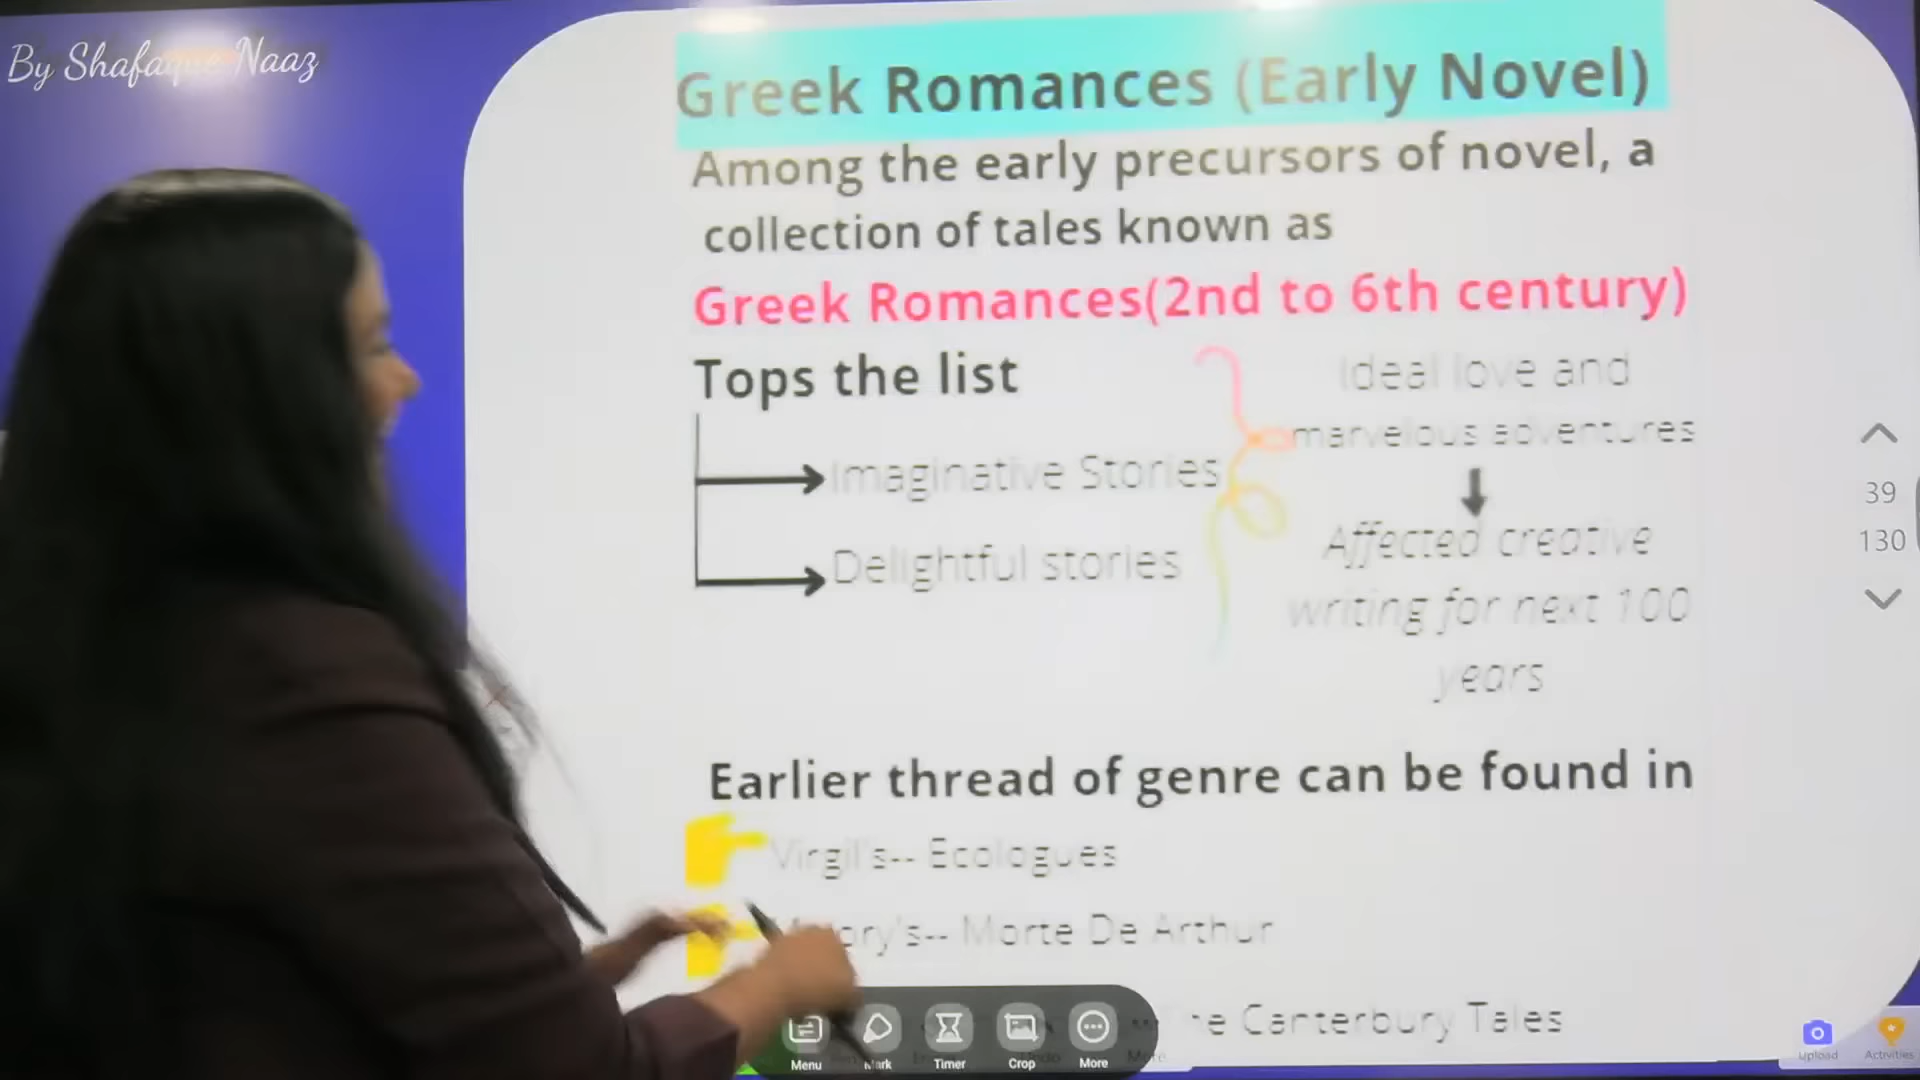 By Shafaque Naaz
Greek Romances (Early Novel)
Among the early precursors of novel, a
collection of tales known as
Greek Romances(2nd to 6th century)
Tops the list
Imaginative Stories
Delightful stories
Ideal love and
marvelous adventures
Affected creative
writing for next 100
years
Earlier thread of genre can be found in
Virgil's-- Ecologues
Morte De Arthur
The Canterbury Tales
39
130
Menu
Mark
Timer
Crop
More
Upload
Activities